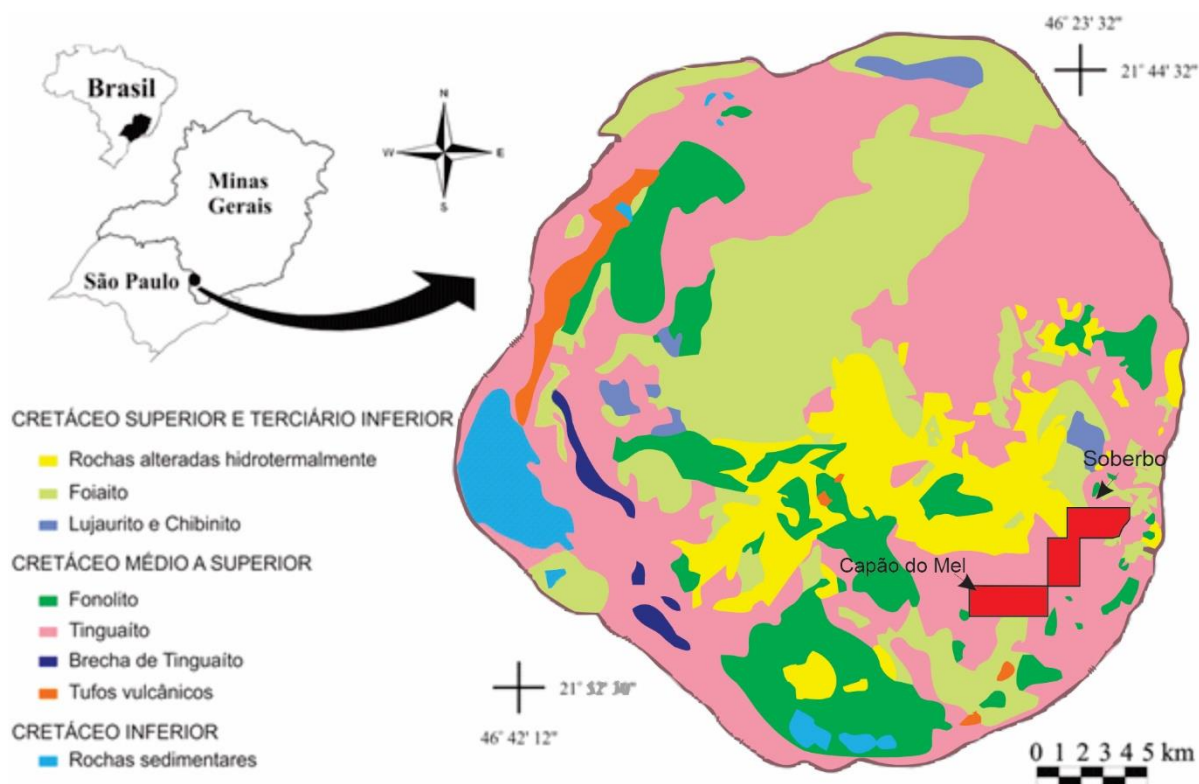 46° 23' 32"
21° 44' 32"
Brasil
N
W
E
S
Minas
Gerais
São Paulo
CRETÁCEO SUPERIOR E TERCIÁRIO INFERIOR
Rochas alteradas hidrotermalmente
Foiaito
Lujaurito e Chibinito
CRETÁCEO MÉDIO A SUPERIOR
Fonolito
Tinguaíto
Brecha de Tinguaíto
Tufos vulcânicos
CRETÁCEO INFERIOR
Rochas sedimentares
Soberbo
Capão do Mel
21°
46° 42' 12"
0 1 2 3 4 5 km